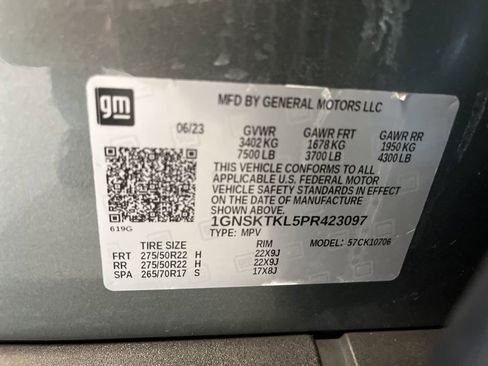 gm
MFD BY GENERAL MOTORS LLC
06/23 GVWR GAWR FRT GAWR RR
3402 KG 1678 KG 1950 KG
7500 LB 3700 LB 4300 LB
THIS VEHICLE CONFORMS TO ALL
APPLICABLE U.S. FEDERAL MOTOR
VEHICLE SAFETY STANDARDS IN EFFECT
ON THE DATE OF MANUFACTURE
SHOWN ABOVE.
619G 1GNSKTKL5PR423097
TYPE: MPV MODEL: 57CK10706
TIRE SIZE RIM
FRT 275/50R22 H 22X9J
RR 275/50R22 H 22X9J
SPA 265/70R17 S 17X8J